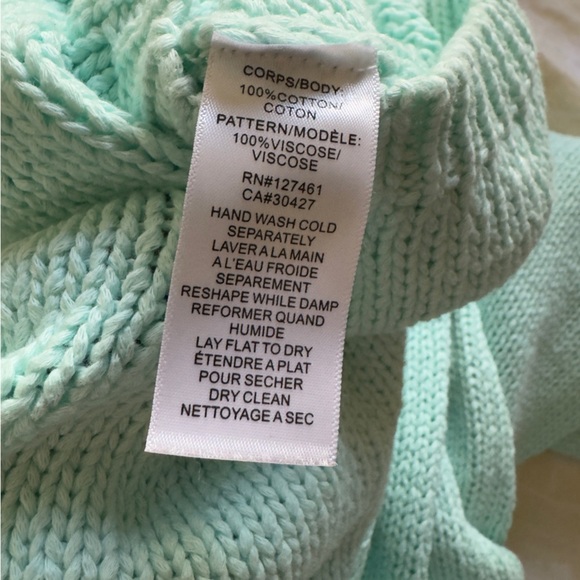 CORPS/BODY:
100%COTTON/
COTON
PATTERN/MODÈLE:
100%VISCOSE/
VISCOSE
RN#127461
CA#30427
HAND WASH COLD
SEPARATELY
LAVER A LA MAIN
A L'EAU FROIDE
SEPAREMENT
RESHAPE WHILE DAMP
REFORMER QUAND
HUMIDE
LAY FLAT TO DRY
ÉTENDRE A PLAT
POUR SECHER
DRY CLEAN
NETTOYAGE A SEC